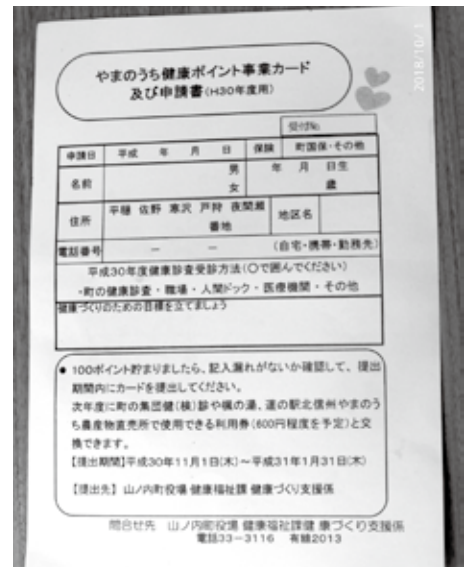 2018/10/3
やまのうち健康ポイント事業カード
及び申請書(H30年度用)
受付No.
申請日 平成 年 月 日 保険 町国保・その他
名前 男 女 年 月 日生 歳
住所 平穏 佐野 寒沢 戸狩 夜間瀬 番地 地区名
電話番号 － － (自宅・携帯・勤務先)
平成30年度健康診査受診方法(○で囲んでください)
・町の健康診査・職場・人間ドック・医療機関・その他
健康づくりのための目標を立てましょう
● 100ポイント貯まりましたら、記入漏れがないか確認して、提出
期間内にカードを提出してください。
次年度に町の集団健(検)診や楓の湯、道の駅北信州やまのう
ち農産物直売所で使用できる利用券(600円程度を予定)と交
換できます。
【提出期間】平成30年11月1日(木)～平成31年1月31日(木)
【提出先】 山ノ内町役場 健康福祉課 健康づくり支援係
問合せ先 山ノ内町役場 健康福祉課健 康づくり支援係
電話33－3116 有線2013